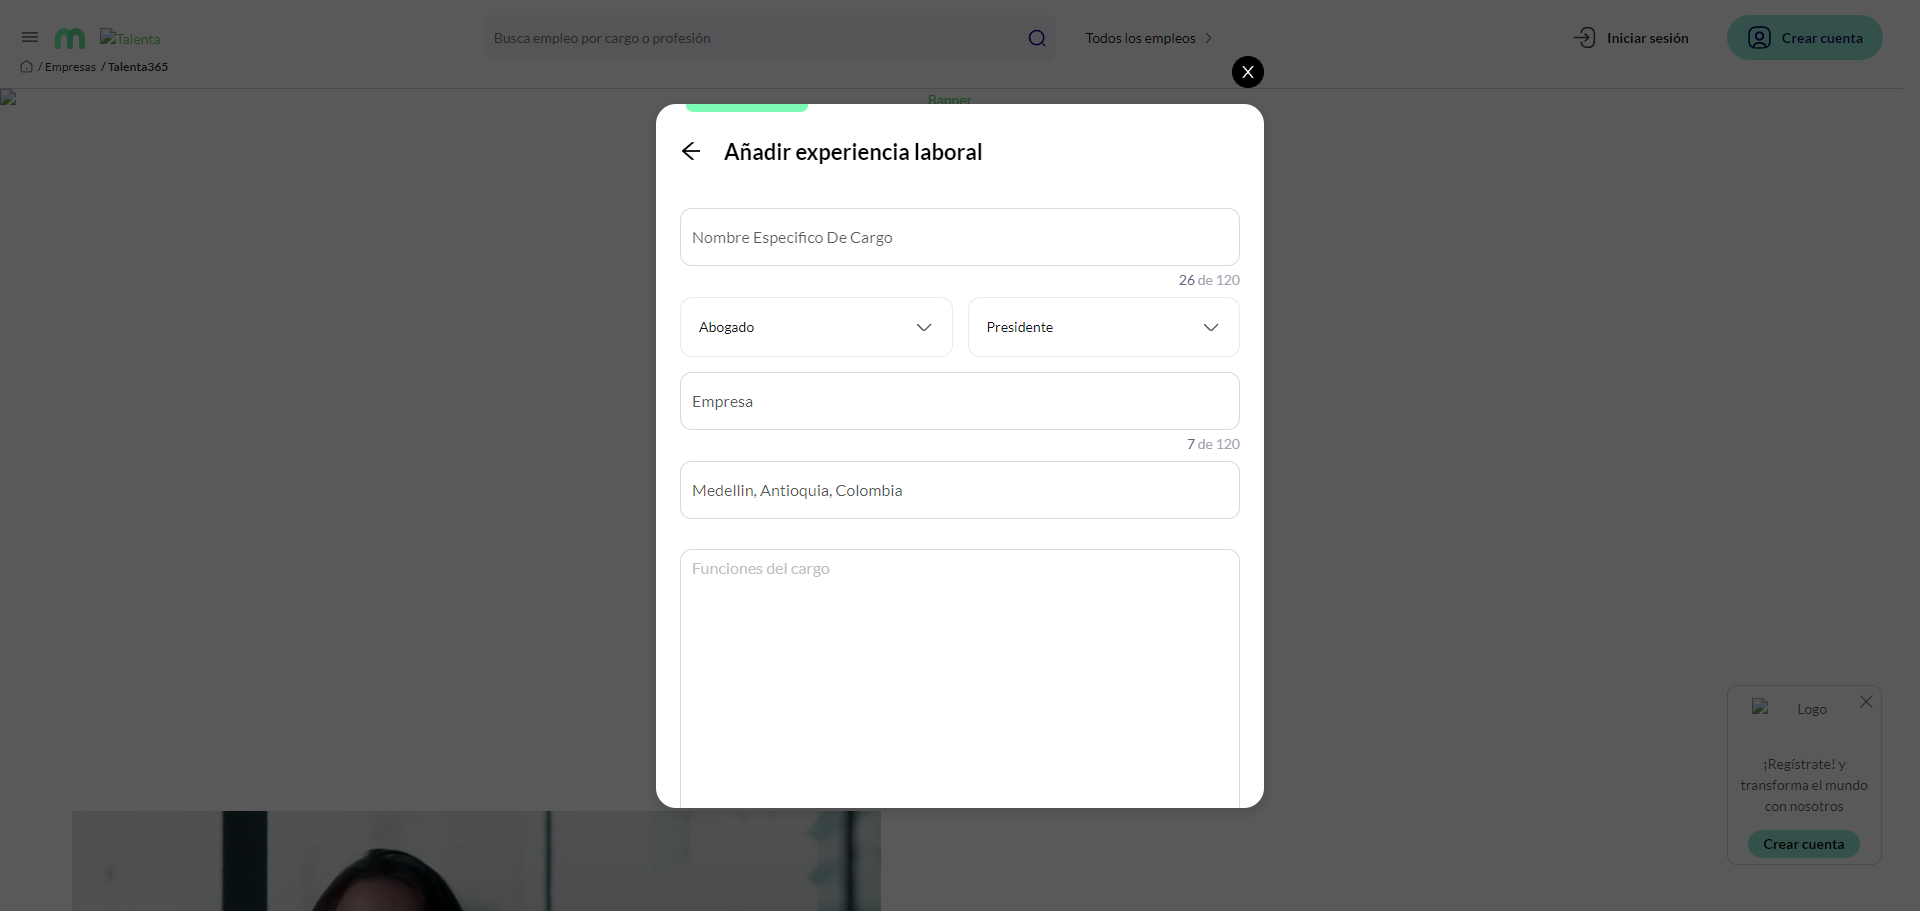 Talenta
Busca empleo por cargo o profesión
Todos los empleos
Iniciar sesión
Crear cuenta
/ Empresas / Talenta365
X
Banner
Añadir experiencia laboral
Nombre Especifico De Cargo
26 de 120
Abogado
Presidente
Empresa
7 de 120
Medellin, Antioquia, Colombia
Funciones del cargo
Logo
¡Regístrate! y
transforma el mundo
con nosotros
Crear cuenta